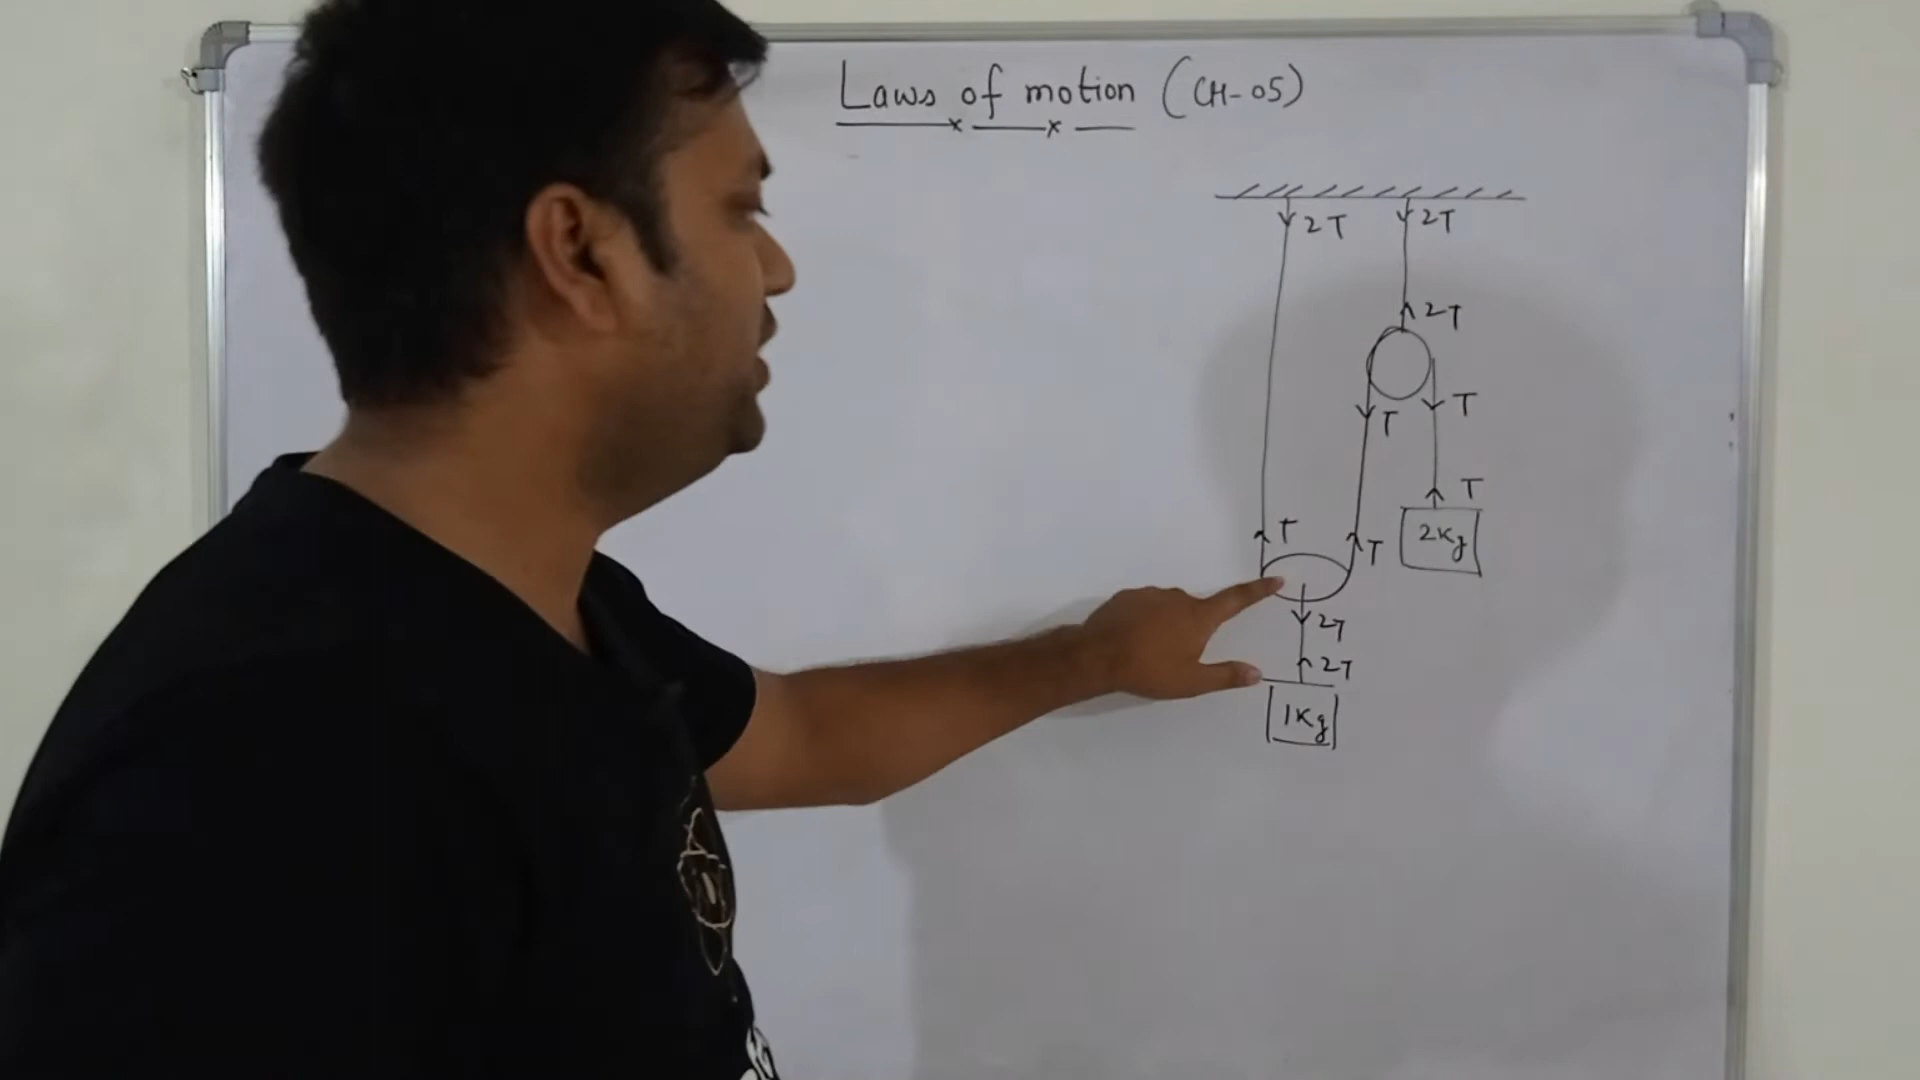 Laws of motion (CH-05)
2T 2T
2T
T T
T
T T 2Kg
2T
2T
1Kg